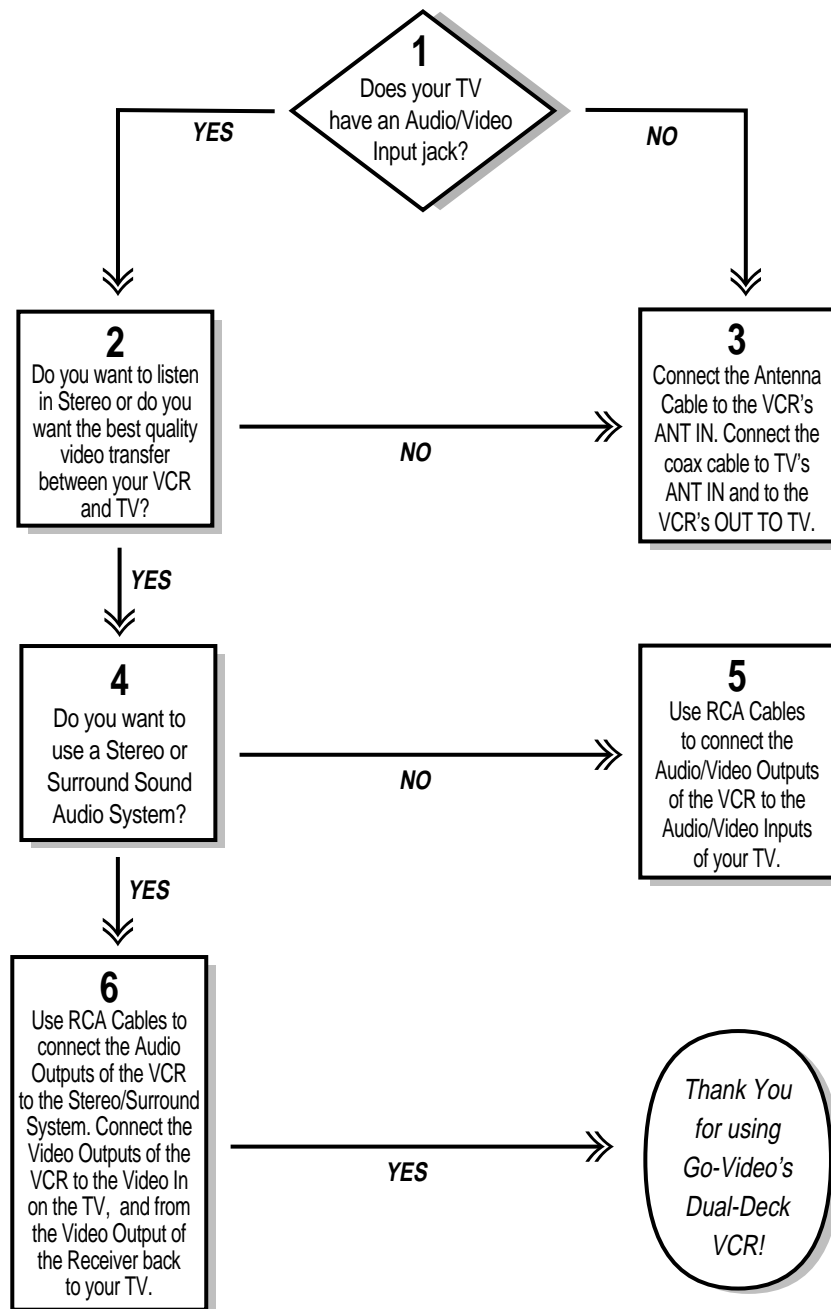 1
Does your TV
have an Audio/Video
Input jack?
YES
NO
2
Do you want to listen
in Stereo or do you
want the best quality
video transfer
between your VCR
and TV?
NO
3
Connect the Antenna
Cable to the VCR's
ANT IN. Connect the
coax cable to TV's
ANT IN and to the
VCR's OUT TO TV.
YES
4
Do you want to
use a Stereo or
Surround Sound
Audio System?
NO
5
Use RCA Cables
to connect the
Audio/Video Outputs
of the VCR to the
Audio/Video Inputs
of your TV.
YES
6
Use RCA Cables to
connect the Audio
Outputs of the VCR
to the Stereo/Surround
System. Connect the
Video Outputs of the
VCR to the Video In
on the TV, and from
the Video Output of
the Receiver back
to your TV.
YES
Thank You
for using
Go-Video's
Dual-Deck
VCR!